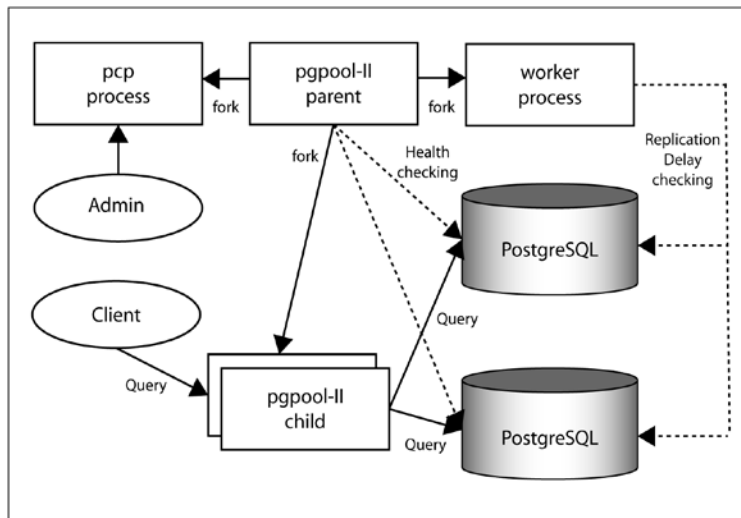 pcp
process
pgpool-II
parent
worker
process
fork
fork
fork
Health
checking
Replication
Delay
checking
Admin
PostgreSQL
Client
Query
Query
pgpool-II
child
Query
PostgreSQL